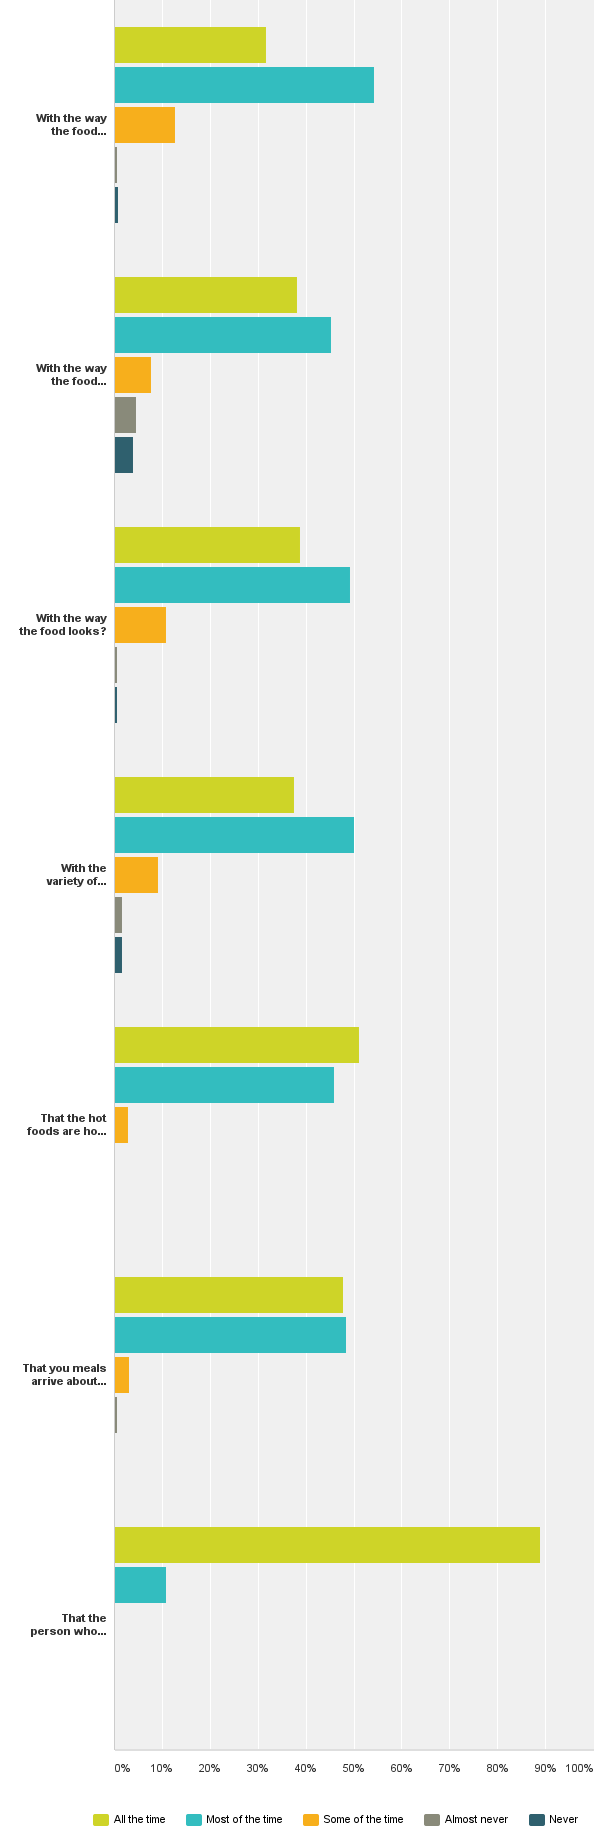 With the way
the food...
With the way
the food...
With the way
the food looks?
With the
variety of...
That the hot
foods are ho...
That you meals
arrive about...
That the
person who...
0% 10% 20% 30% 40% 50% 60% 70% 80% 90% 100%
All the time Most of the time Some of the time Almost never Never